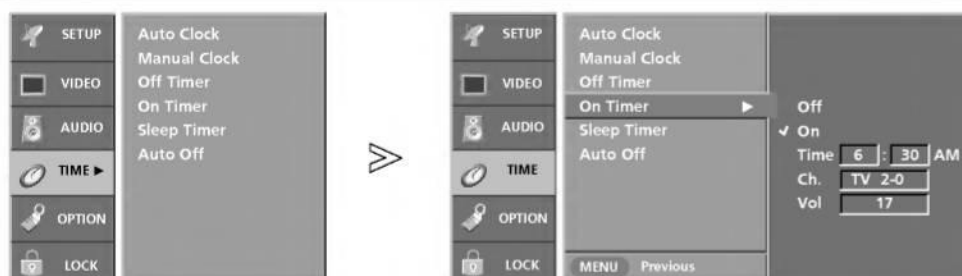 SETUP
VIDEO
AUDIO
TIME
OPTION
LOCK
Auto Clock
Manual Clock
Off Timer
On Timer
Sleep Timer
Auto Off
SETUP
VIDEO
AUDIO
TIME
OPTION
LOCK
Auto Clock
Manual Clock
Off Timer
On Timer
Sleep Timer
Auto Off
MENU Previous
Off
On
Time 6 : 30 AM
Ch. TV 2-0
Vol 17